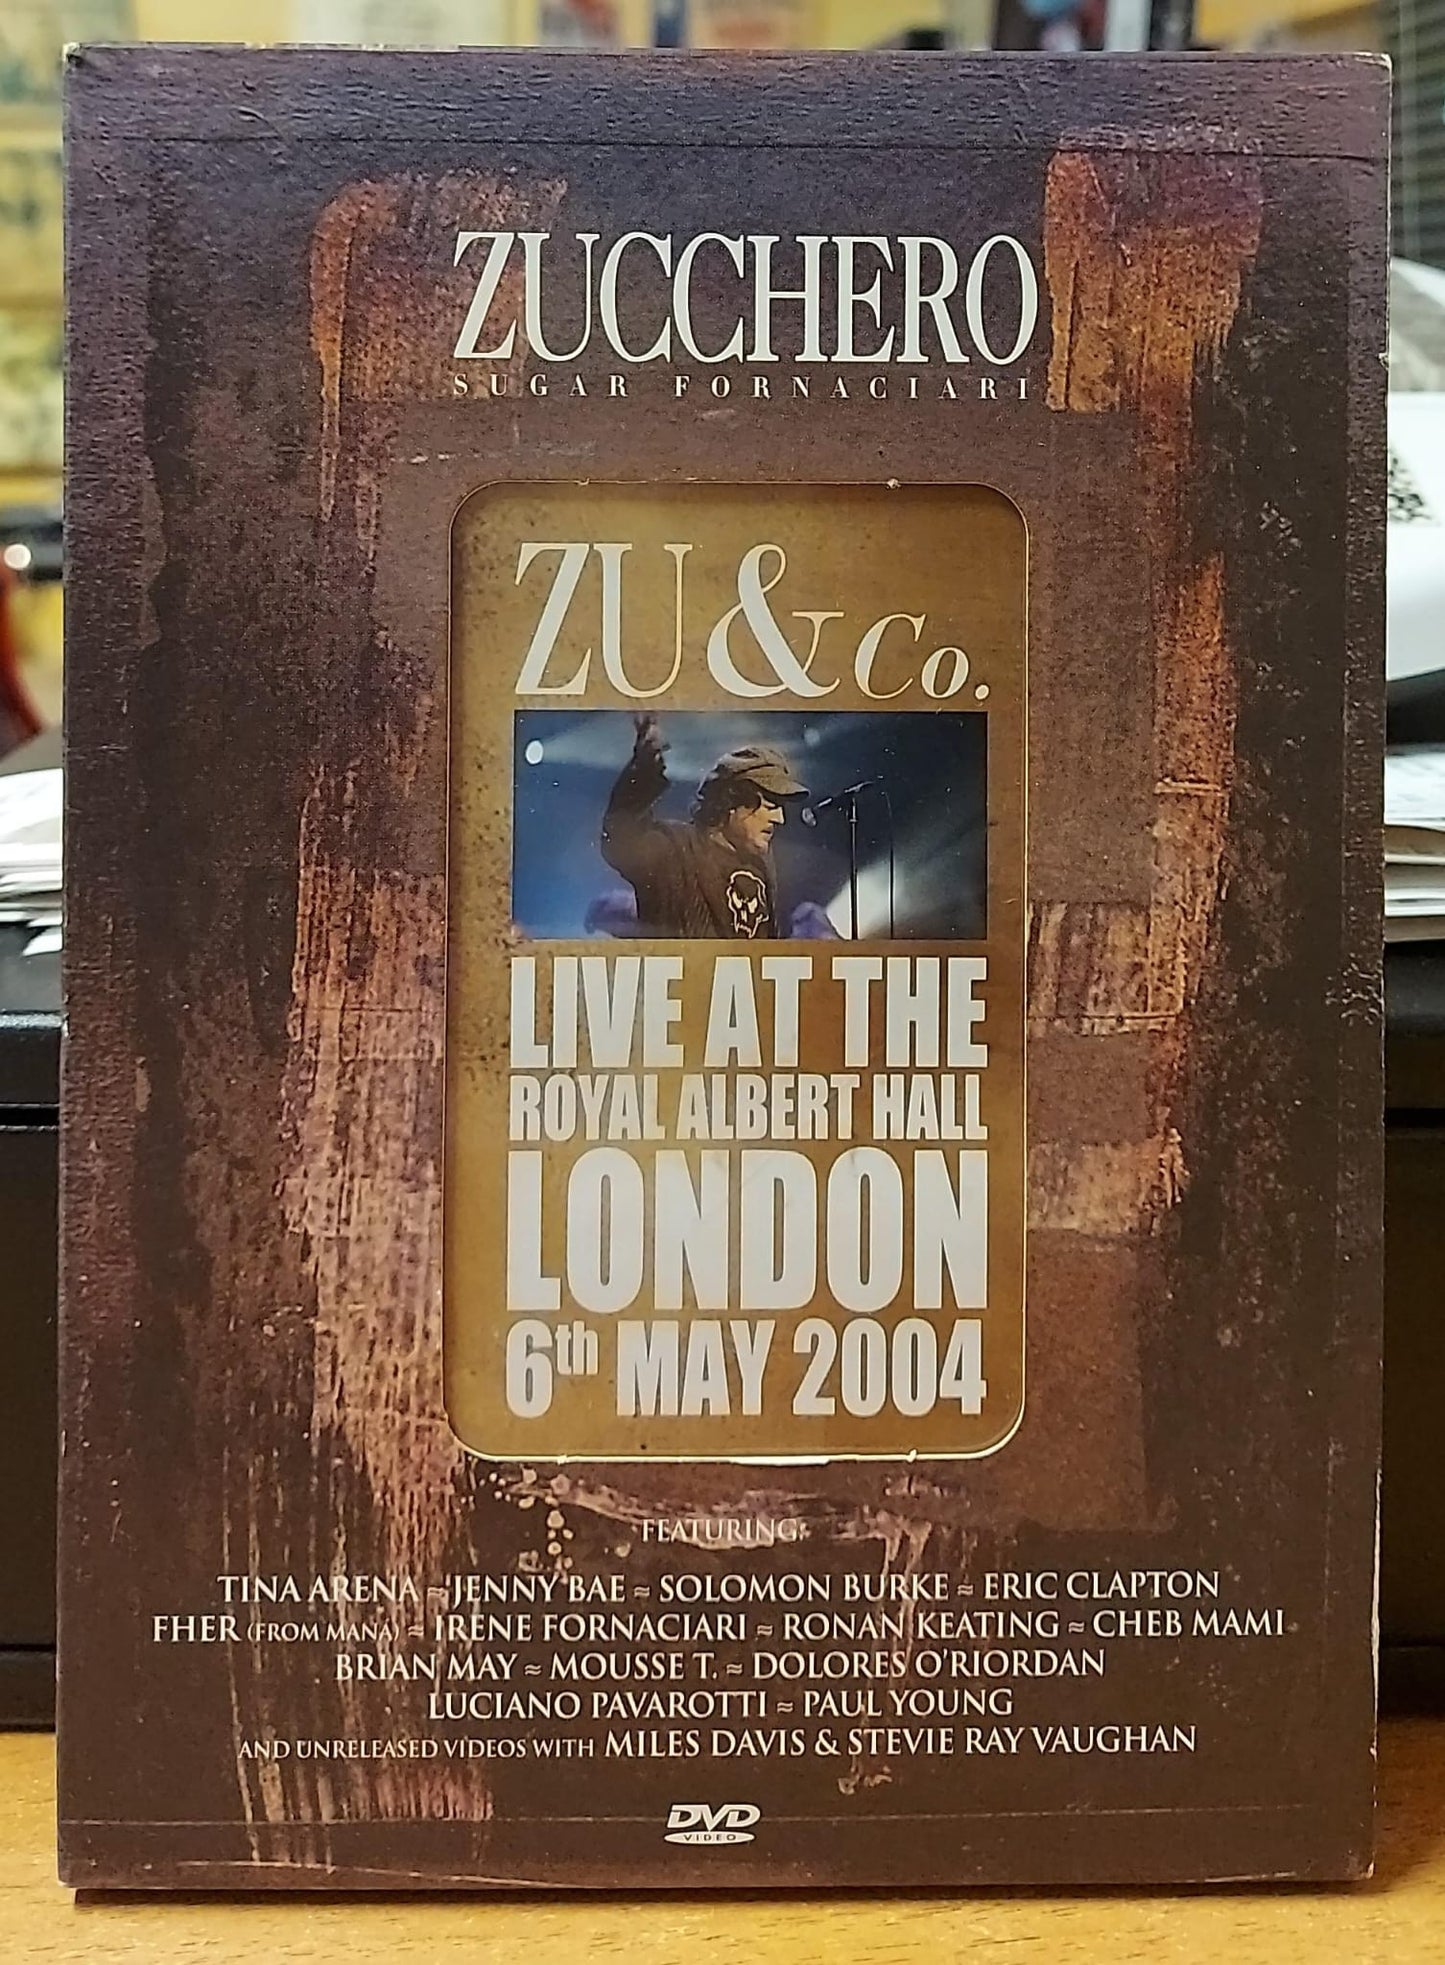 ZUCCHERO
SUGAR FORNACIARI
ZU & Co.
LIVE AT THE
ROYAL ALBERT HALL
LONDON
6th MAY 2004
FEATURING:
TINA ARENA ≈ JENNY BAE ≈ SOLOMON BURKE ≈ ERIC CLAPTON
FHER (FROM MANÁ) ≈ IRENE FORNACIARI ≈ RONAN KEATING ≈ CHEB MAMI
BRIAN MAY ≈ MOUSSE T. ≈ DOLORES O'RIORDAN
LUCIANO PAVAROTTI ≈ PAUL YOUNG
AND UNRELEASED VIDEOS WITH MILES DAVIS & STEVIE RAY VAUGHAN
DVD
VIDEO